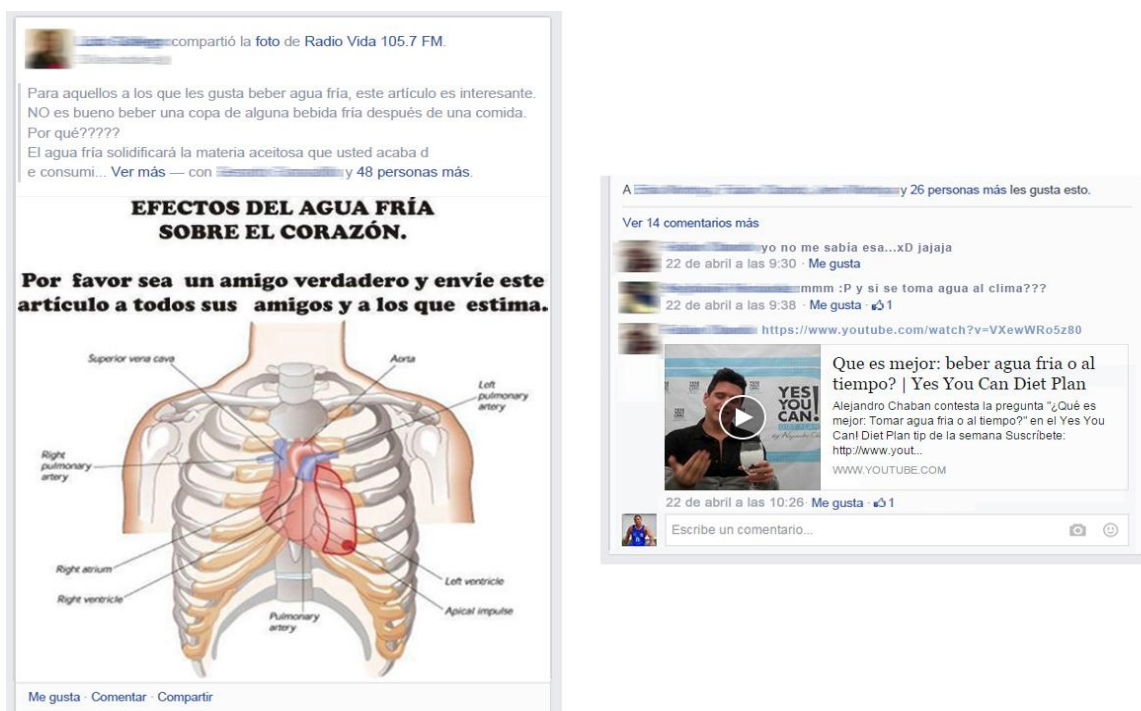 compartió la foto de Radio Vida 105.7 FM.
Para aquellos a los que les gusta beber agua fría, este artículo es interesante.
NO es bueno beber una copa de alguna bebida fría después de una comida.
Por qué?????
El agua fría solidificará la materia aceitosa que usted acaba d
e consumi... Ver más — con y 48 personas más.
EFECTOS DEL AGUA FRÍA
SOBRE EL CORAZÓN.
Por favor sea un amigo verdadero y envíe este
artículo a todos sus amigos y a los que estima.
Superior vena cava
Aorta
Left
pulmonary
artery
Right
pulmonary
artery
Right atrium
Right ventricle
Left ventricle
Apical impulse
Pulmonary
artery
Me gusta · Comentar · Compartir
A y 26 personas más les gusta esto.
Ver 14 comentarios más
yo no me sabía esa...xD jajaja
22 de abril a las 9:30 · Me gusta
mmm :P y si se toma agua al clima???
22 de abril a las 9:38 · Me gusta · 1
https://www.youtube.com/watch?v=VXewWRo5z80
YES
YOU
CAN!
Que es mejor: beber agua fria o al
tiempo? | Yes You Can Diet Plan
Alejandro Chaban contesta la pregunta "¿Qué es
mejor: Tomar agua fria o al tiempo?" en el Yes You
Can! Diet Plan tip de la semana Suscríbete:
http://www.yout...
WWW.YOUTUBE.COM
22 de abril a las 10:26 · Me gusta · 1
Escribe un comentario...